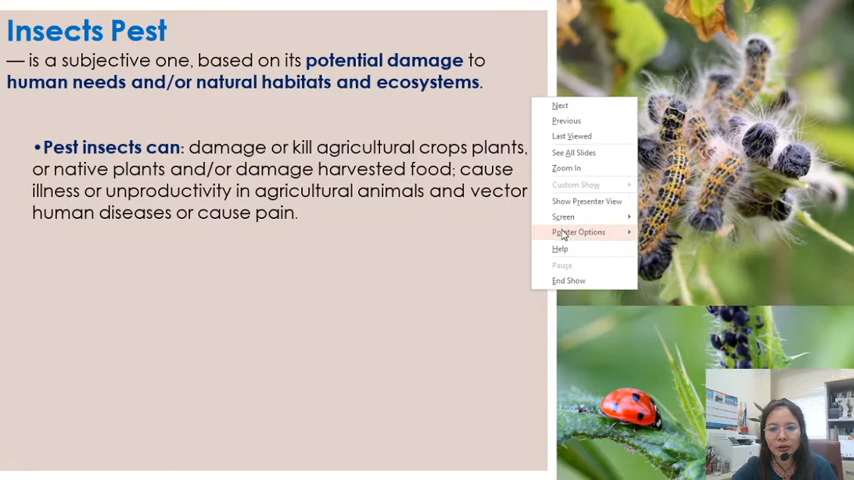 Insects Pest
— is a subjective one, based on its potential damage to
human needs and/or natural habitats and ecosystems.
•Pest insects can: damage or kill agricultural crops plants,
or native plants and/or damage harvested food; cause
illness or unproductivity in agricultural animals and vector
human diseases or cause pain.
Next
Previous
Last Viewed
See All Slides
Zoom In
Custom Show
Show Presenter View
Screen
Pointer Options
Help
Pause
End Show